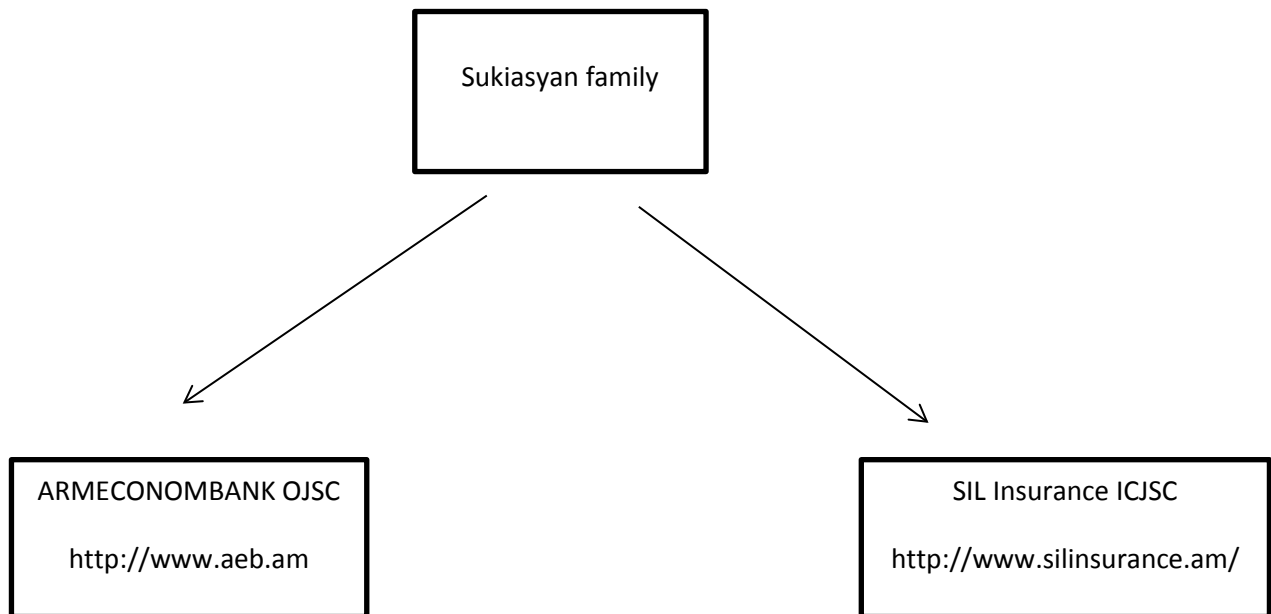 Sukiasyan family
ARMECONOMBANK OJSC
http://www.aeb.am
SIL Insurance ICJSC
http://www.silinsurance.am/